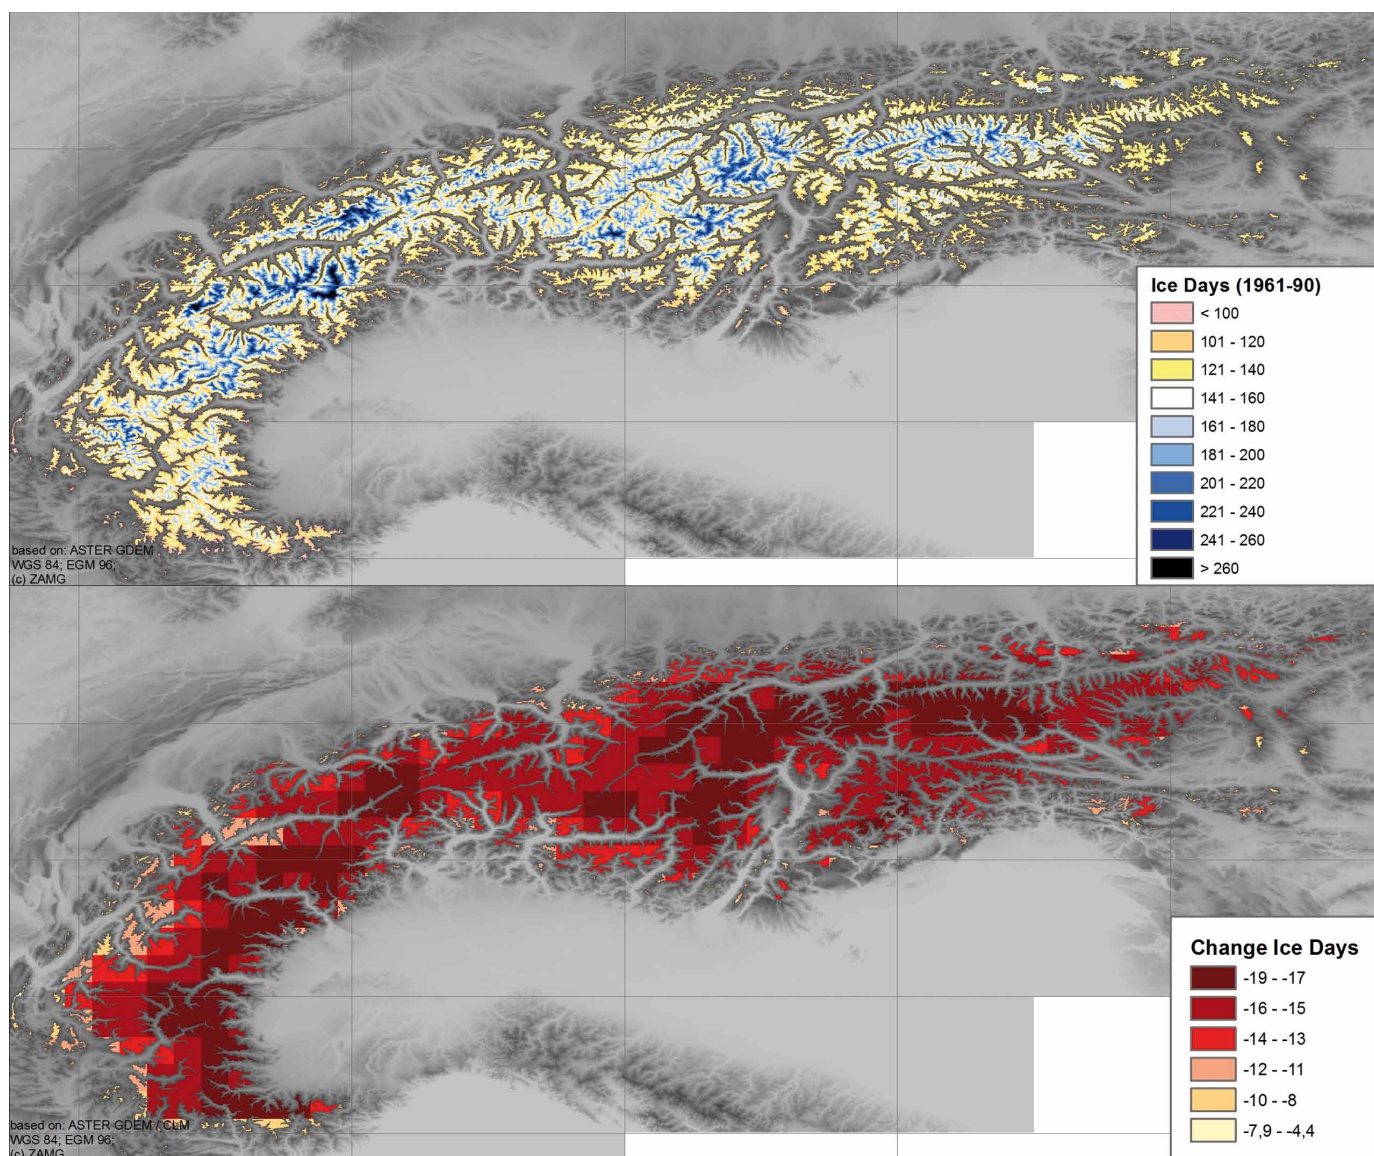 Ice Days (1961-90)
< 100
101 - 120
121 - 140
141 - 160
161 - 180
181 - 200
201 - 220
221 - 240
241 - 260
> 260
based on: ASTER GDEM
WGS 84; EGM 96;
(c) ZAMG
Change Ice Days
-19 - -17
-16 - -15
-14 - -13
-12 - -11
-10 - -8
-7,9 - -4,4
based on: ASTER GDEM / CLM
WGS 84; EGM 96;
(c) ZAMG